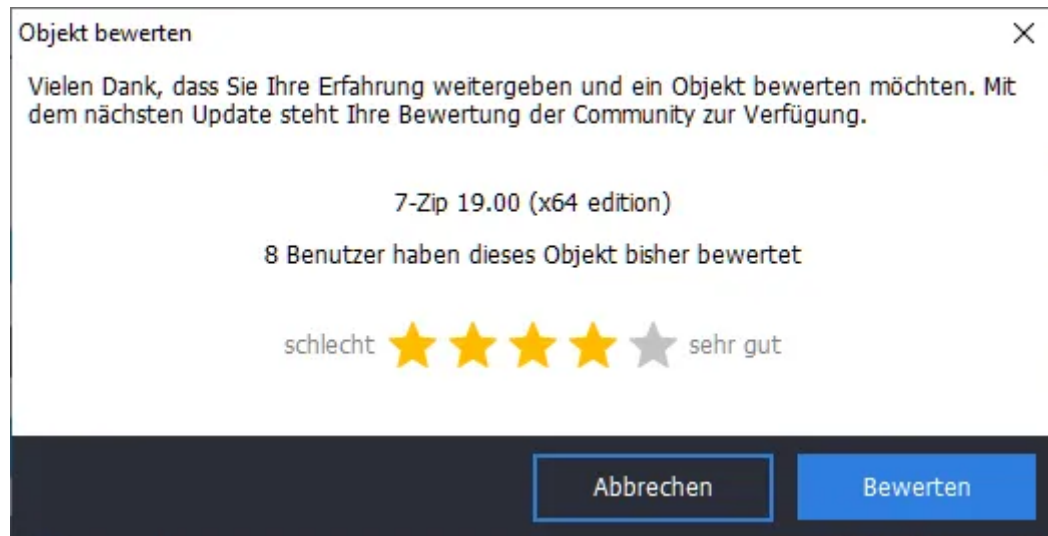 Objekt bewerten
Vielen Dank, dass Sie Ihre Erfahrung weitergeben und ein Objekt bewerten möchten. Mit
dem nächsten Update steht Ihre Bewertung der Community zur Verfügung.
7-Zip 19.00 (x64 edition)
8 Benutzer haben dieses Objekt bisher bewertet
schlecht sehr gut
Abbrechen Bewerten